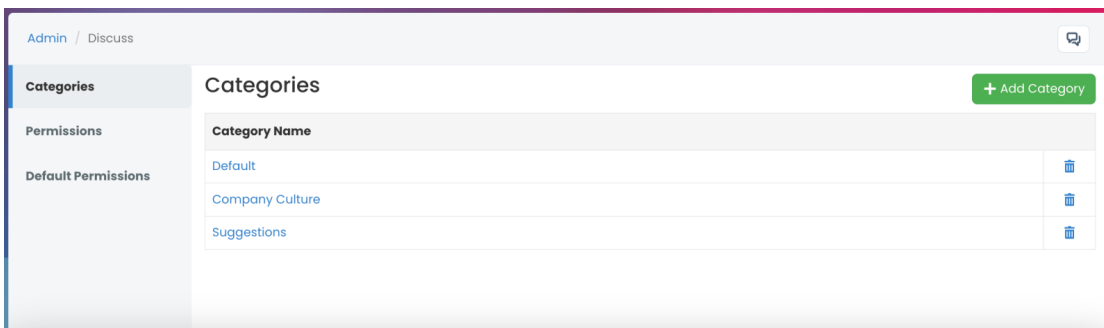 Admin / Discuss
Categories
Permissions
Default Permissions
Categories
+ Add Category
Category Name
Default
Company Culture
Suggestions